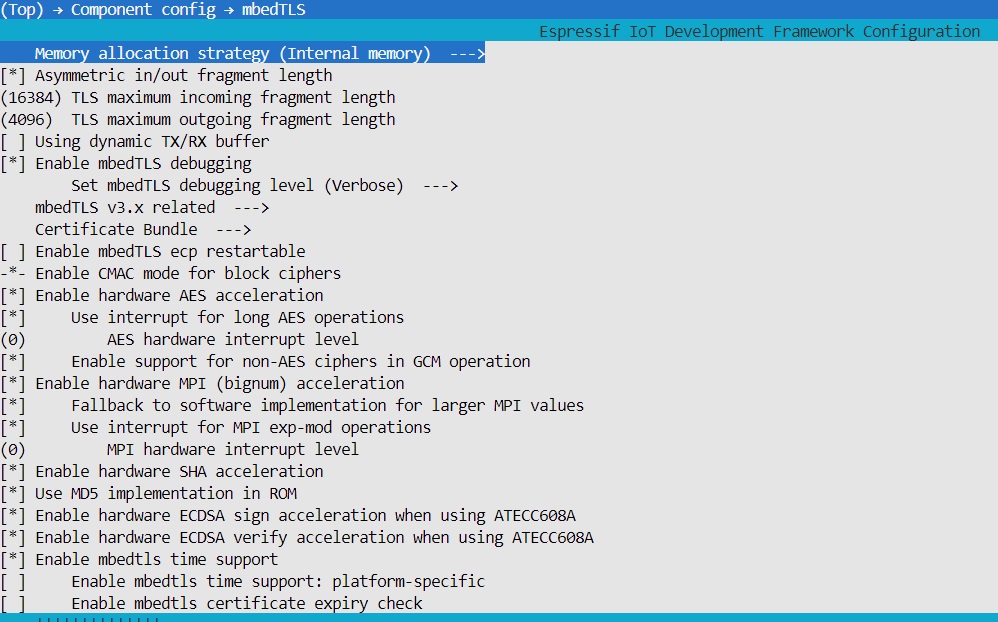 (Top) → Component config → mbedTLS
Espressif IoT Development Framework Configuration
Memory allocation strategy (Internal memory)  --->
[*] Asymmetric in/out fragment length
(16384) TLS maximum incoming fragment length
(4096)  TLS maximum outgoing fragment length
[ ] Using dynamic TX/RX buffer
[*] Enable mbedTLS debugging
Set mbedTLS debugging level (Verbose)  --->
mbedTLS v3.x related  --->
Certificate Bundle  --->
[ ] Enable mbedTLS ecp restartable
-*- Enable CMAC mode for block ciphers
[*] Enable hardware AES acceleration
[*]     Use interrupt for long AES operations
(0)         AES hardware interrupt level
[*]     Enable support for non-AES ciphers in GCM operation
[*] Enable hardware MPI (bignum) acceleration
[*]     Fallback to software implementation for larger MPI values
[*]     Use interrupt for MPI exp-mod operations
(0)         MPI hardware interrupt level
[*] Enable hardware SHA acceleration
[*] Use MD5 implementation in ROM
[*] Enable hardware ECDSA sign acceleration when using ATECC608A
[*] Enable hardware ECDSA verify acceleration when using ATECC608A
[*] Enable mbedtls time support
[ ]     Enable mbedtls time support: platform-specific
[ ]     Enable mbedtls certificate expiry check